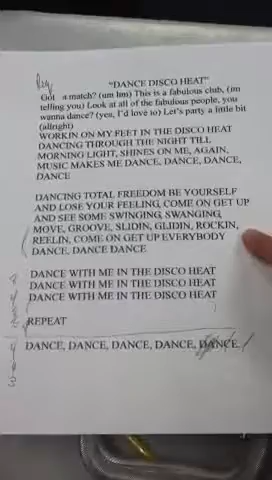 "DANCE DISCO HEAT"
Got a match? (um hm) This is a fabulous club, (im
telling you) Look at all of the fabulous people, you
wanna dance? (yes, I'd love to) Let's party a little bit
(allright)
WORKIN ON MY FEET IN THE DISCO HEAT
DANCING THROUGH THE NIGHT TILL
MORNING LIGHT, SHINES ON ME, AGAIN,
MUSIC MAKES ME DANCE, DANCE, DANCE,
DANCE
DANCING TOTAL FREEDOM BE YOURSELF
AND LOSE YOUR FEELING, COME ON GET UP
AND SEE SOME SWINGING, SWANGING,
MOVE, GROOVE, SLIDIN, GLIDIN, ROCKIN,
REELIN, COME ON GET UP EVERYBODY
DANCE, DANCE DANCE
DANCE WITH ME IN THE DISCO HEAT
DANCE WITH ME IN THE DISCO HEAT
DANCE WITH ME IN THE DISCO HEAT
REPEAT
DANCE, DANCE, DANCE, DANCE, DANCE